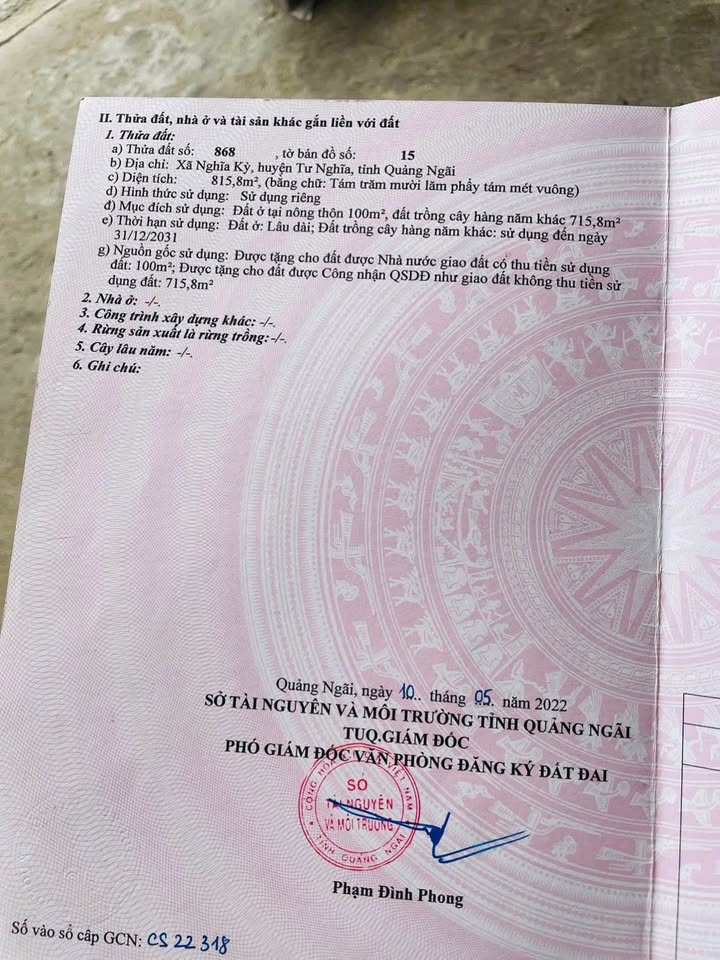 II. Thửa đất, nhà ở và tài sản khác gắn liền với đất
1. Thửa đất:
a) Thửa đất số: 868 , tờ bản đồ số: 15
b) Địa chỉ: Xã Nghĩa Kỳ, huyện Tư Nghĩa, tỉnh Quảng Ngãi
c) Diện tích: 815,8m², (bằng chữ: Tám trăm mười lăm phẩy tám mét vuông)
d) Hình thức sử dụng: Sử dụng riêng
đ) Mục đích sử dụng: Đất ở tại nông thôn 100m², đất trồng cây hàng năm khác 715,8m²
e) Thời hạn sử dụng: Đất ở: Lâu dài; Đất trồng cây hàng năm khác: sử dụng đến ngày
31/12/2031
g) Nguồn gốc sử dụng: Được tặng cho đất được Nhà nước giao đất có thu tiền sử dụng
đất: 100m²; Được tặng cho đất được Công nhận QSDĐ như giao đất không thu tiền sử
dụng đất: 715,8m²
2. Nhà ở: -/-.
3. Công trình xây dựng khác: -/-.
4. Rừng sản xuất là rừng trồng: -/-.
5. Cây lâu năm: -/-.
6. Ghi chú:
Quảng Ngãi, ngày 10.. tháng 05. năm 2022
SỞ TÀI NGUYÊN VÀ MÔI TRƯỜNG TỈNH QUẢNG NGÃI
TUQ.GIÁM ĐỐC
PHÓ GIÁM ĐỐC VĂN PHÒNG ĐĂNG KÝ ĐẤT ĐAI
SỞ
TÀI NGUYÊN
VÀ MÔI TRƯỜNG
TỈNH QUẢNG NGÃI
Phạm Đình Phong
Số vào sổ cấp GCN: CS 22318